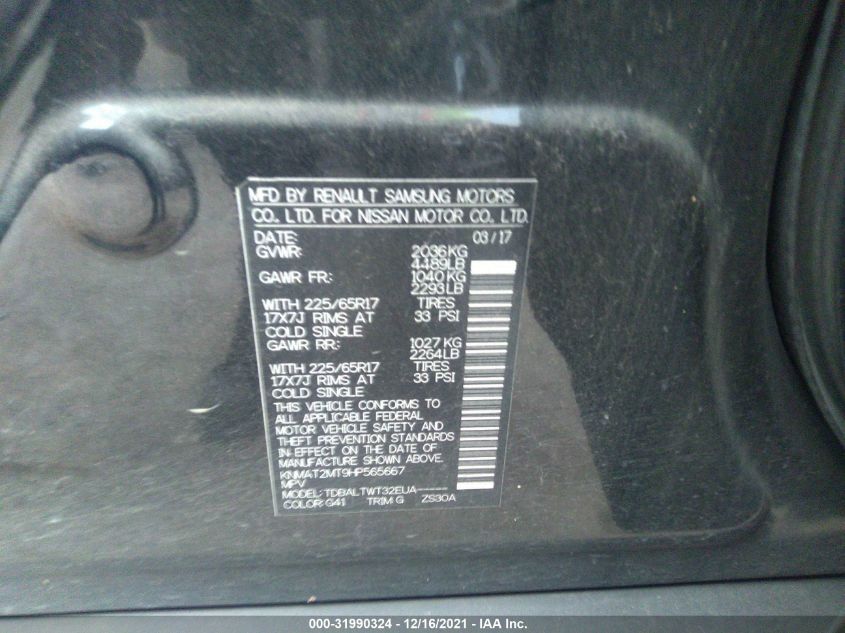 MFD BY RENAULT SAMSUNG MOTORS
CO. LTD. FOR NISSAN MOTOR CO. LTD.
DATE: 03/17
GVWR: 2036KG
4489LB
GAWR FR: 1040KG
2293LB
WITH 225/65R17 TIRES
17X7J RIMS AT 33 PSI
COLD SINGLE
GAWR RR: 1027KG
2264LB
WITH 225/65R17 TIRES
17X7J RIMS AT 33 PSI
COLD SINGLE
THIS VEHICLE CONFORMS TO
ALL APPLICABLE FEDERAL
MOTOR VEHICLE SAFETY AND
THEFT PREVENTION STANDARDS
IN EFFECT ON THE DATE OF
MANUFACTURE SHOWN ABOVE.
KNMAT2MT9HP565667
MPV
MODEL: TDBALTWT32EUA-----
COLOR: G41 TRIM: G ZS30A
000-31990324 - 12/16/2021 - IAA Inc.